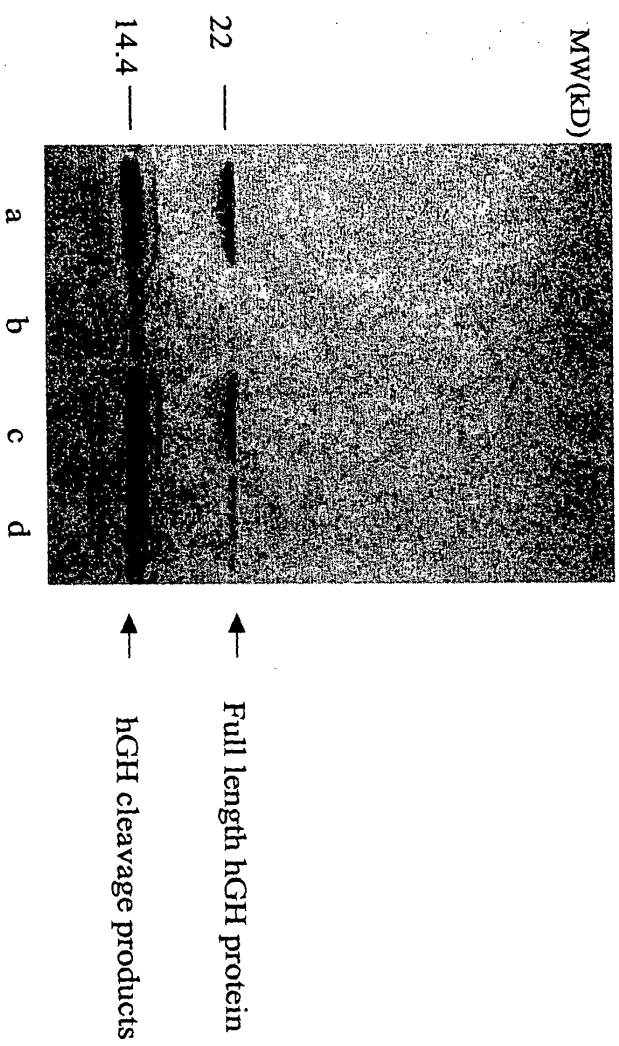 MW(kD)
22
14.4
Full length hGH protein
hGH cleavage products
a b c d